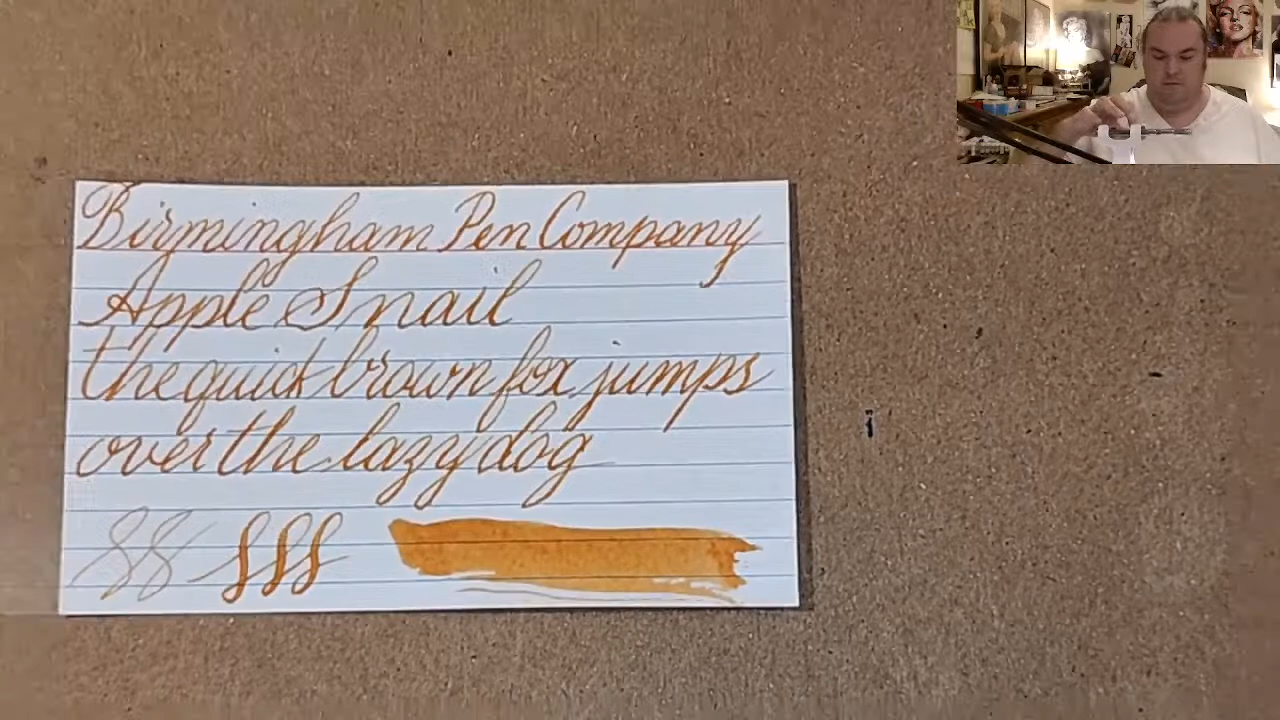 Birmingham Pen Company
Apple Snail
the quick brown fox jumps
over the lazy dog